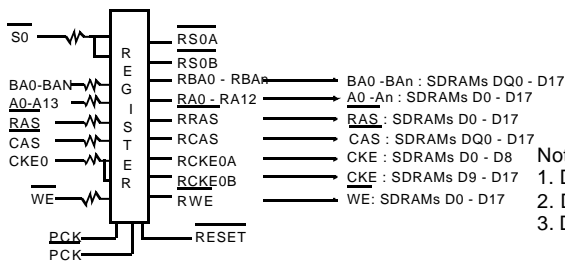 S0
BA0-BAN
A0-A13
RAS
CAS
CKE0
WE
PCK
PCK
REGISTER
RS0A
RS0B
RBA0 - RBAn
RA0 - RA12
RRAS
RCAS
RCKE0A
RCKE0B
RWE
RESET
BA0 -BAn : SDRAMs DQ0 - D17
A0 -An : SDRAMs D0 - D17
RAS : SDRAMs D0 - D17
CAS : SDRAMs DQ0 - D17
CKE : SDRAMs D0 - D8
CKE : SDRAMs D9 - D17
WE: SDRAMs D0 - D17
Not
1. D
2. D
3. D